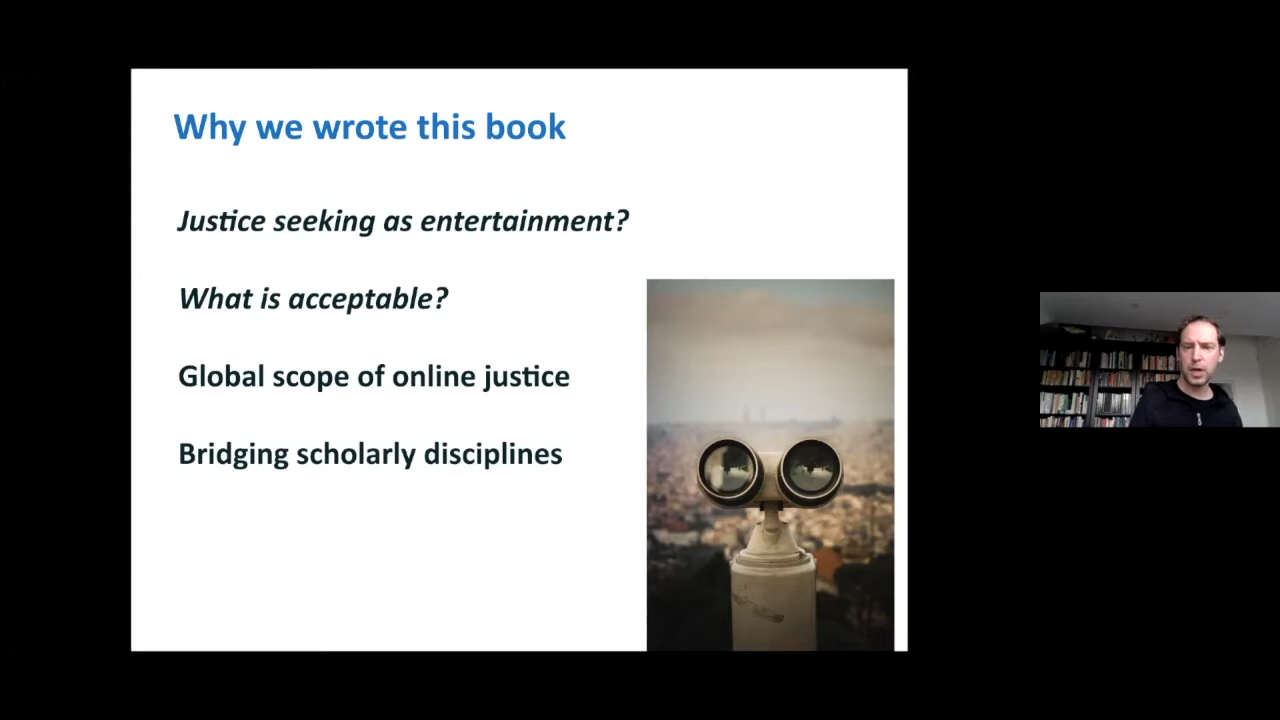 Why we wrote this book
Justice seeking as entertainment?
What is acceptable?
Global scope of online justice
Bridging scholarly disciplines